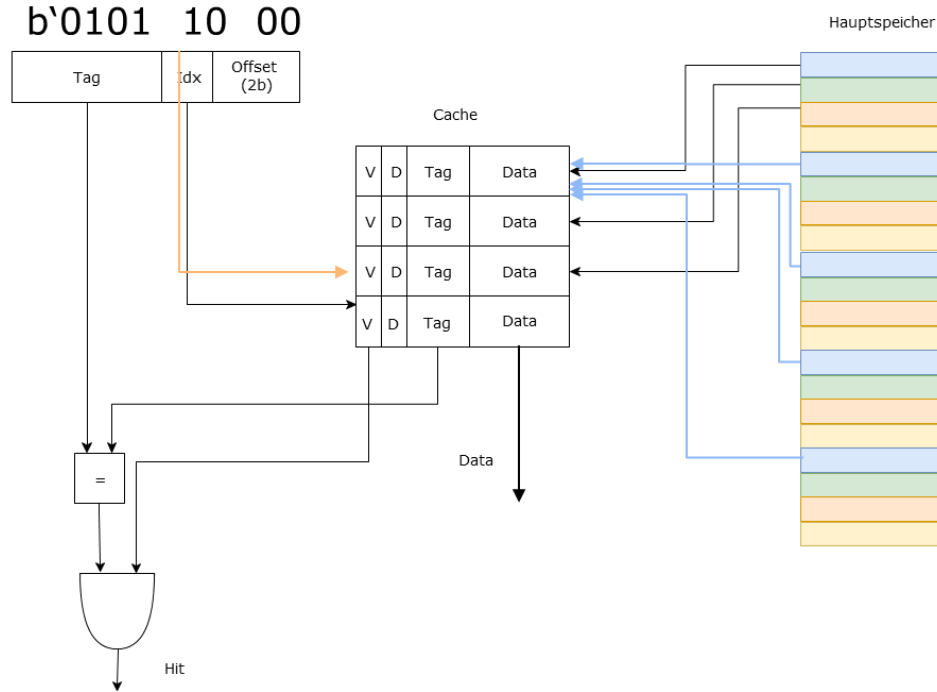 b‘0101 10 00
Hauptspeicher
Tag
Idx
Offset
(2b)
Cache
V D Tag Data
V D Tag Data
V D Tag Data
V D Tag Data
Data
=
Hit